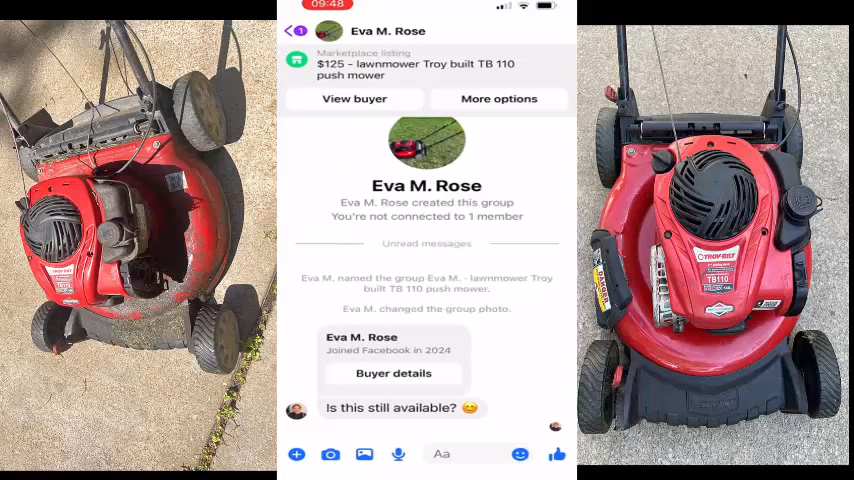 09:48
1
Eva M. Rose
Marketplace listing
$125 - lawnmower Troy built TB 110
push mower
View buyer
More options
Eva M. Rose
Eva M. Rose created this group
You're not connected to 1 member
Unread messages
Eva M. named the group Eva M. - lawnmower Troy
built TB 110 push mower.
Eva M. changed the group photo.
Eva M. Rose
Joined Facebook in 2024
Buyer details
Is this still available? 😊
Aa
TB110
TROY-BILT
TB110
DANGER